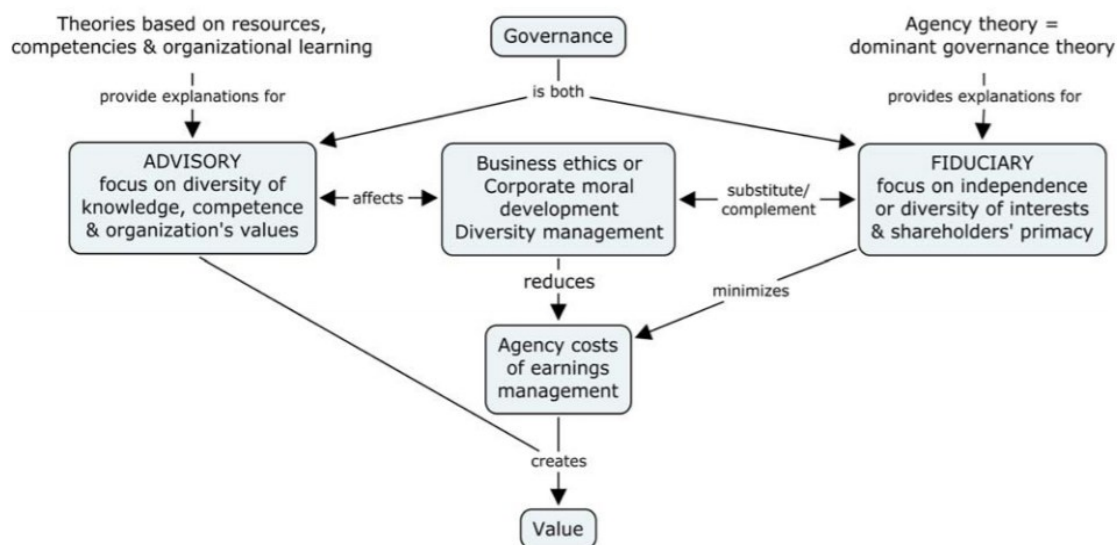 Theories based on resources,
competencies & organizational learning
Governance
Agency theory =
dominant governance theory
provide explanations for
is both
provides explanations for
ADVISORY
focus on diversity of
knowledge, competence
& organization's values
affects
Business ethics or
Corporate moral
development
Diversity management
substitute/
complement
FIDUCIARY
focus on independence
or diversity of interests
& shareholders' primacy
reduces
minimizes
Agency costs
of earnings
management
creates
Value